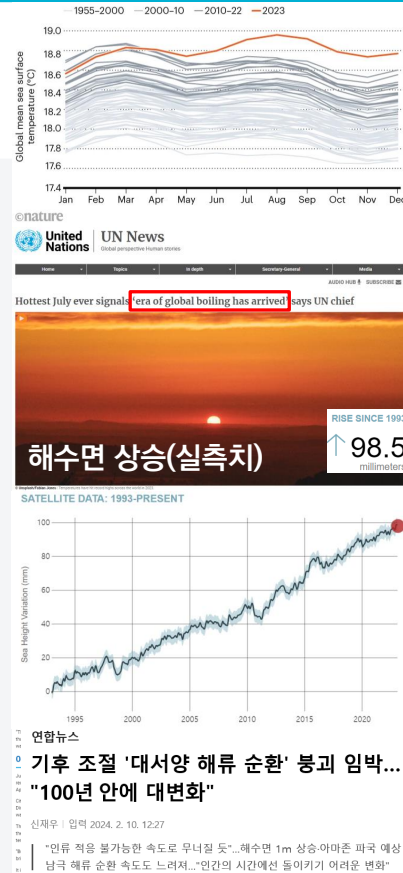 1955–2000 2000–10 2010–22 2023
19.0
18.8
18.6
18.4
18.2
18.0
17.8
17.6
17.4
Global mean sea surface
temperature (°C)
Jan Feb Mar Apr May Jun Jul Aug Sep Oct Nov Dec
©nature
United
Nations
UN News
Global perspective Human stories
Home Topics In depth Secretary-General Media
AUDIO HUB SUBSCRIBE
Hottest July ever signals ‘era of global boiling has arrived’ says UN chief
RISE SINCE 1993
↑ 98.5
millimeters
해수면 상승(실측치)
SATELLITE DATA: 1993-PRESENT
100
80
60
40
20
0
Sea Height Variation (mm)
1995 2000 2005 2010 2015 2020
연합뉴스
기후 조절 '대서양 해류 순환' 붕괴 임박...
"100년 안에 대변화"
신재우 | 입력 2024. 2. 10. 12:27
"인류 적응 불가능한 속도로 무너질 듯"...해수면 1m 상승·아마존 파국 예상
남극 해류 순환 속도도 느려져..."인간의 시간에선 돌이키기 어려운 변화"